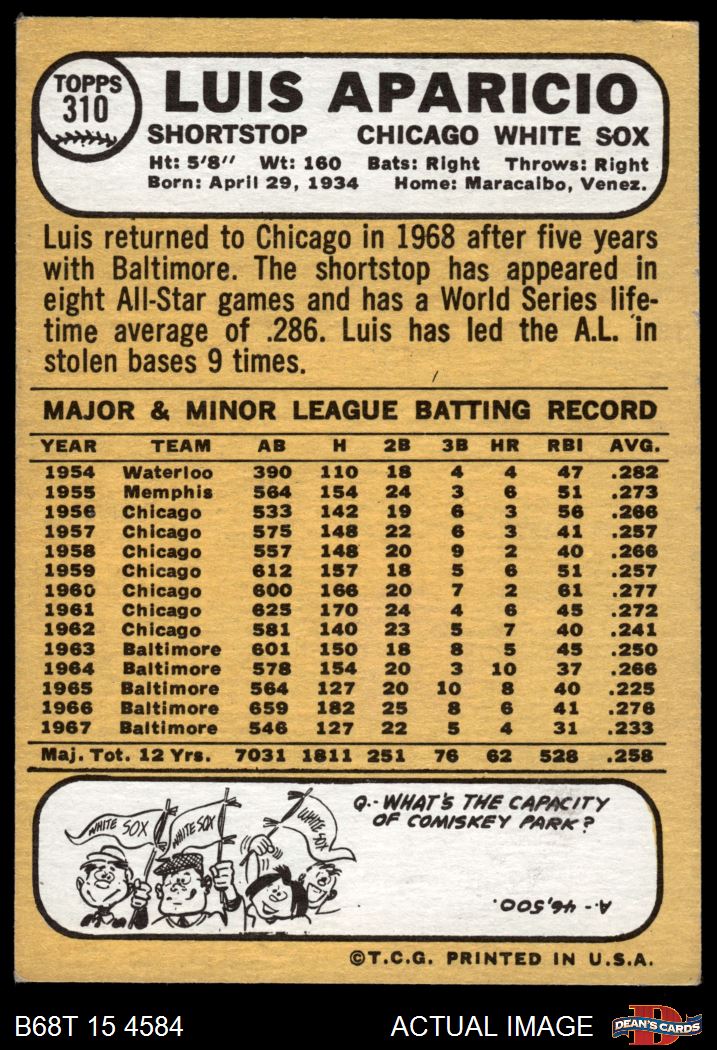 TOPPS
310
LUIS APARICIO
SHORTSTOP CHICAGO WHITE SOX
Ht: 5'8'' Wt: 160 Bats: Right Throws: Right
Born: April 29, 1934 Home: Maracaibo, Venez.
Luis returned to Chicago in 1968 after five years
with Baltimore. The shortstop has appeared in
eight All-Star games and has a World Series life-
time average of .286. Luis has led the A.L. in
stolen bases 9 times.
MAJOR & MINOR LEAGUE BATTING RECORD
YEAR TEAM AB H 2B 3B HR RBI AVG.
1954 Waterloo 390 110 18 4 4 47 .282
1955 Memphis 564 154 24 3 6 51 .273
1956 Chicago 533 142 19 6 3 56 .266
1957 Chicago 575 148 22 6 3 41 .257
1958 Chicago 557 148 20 9 2 40 .266
1959 Chicago 612 157 18 5 6 51 .257
1960 Chicago 600 166 20 7 2 61 .277
1961 Chicago 625 170 24 4 6 45 .272
1962 Chicago 581 140 23 5 7 40 .241
1963 Baltimore 601 150 18 8 5 45 .250
1964 Baltimore 578 154 20 3 10 37 .266
1965 Baltimore 564 127 20 10 8 40 .225
1966 Baltimore 659 182 25 8 6 41 .276
1967 Baltimore 546 127 22 5 4 31 .233
Maj. Tot. 12 Yrs. 7031 1811 251 76 62 528 .258
WHITE SOX
WHITE SOX
WHITE SOX
Q.- WHAT'S THE CAPACITY
OF COMISKEY PARK?
A.- 46,500.
©T.C.G. PRINTED IN U.S.A.
B68T 15 4584 ACTUAL IMAGE
D
DEAN'S CARDS